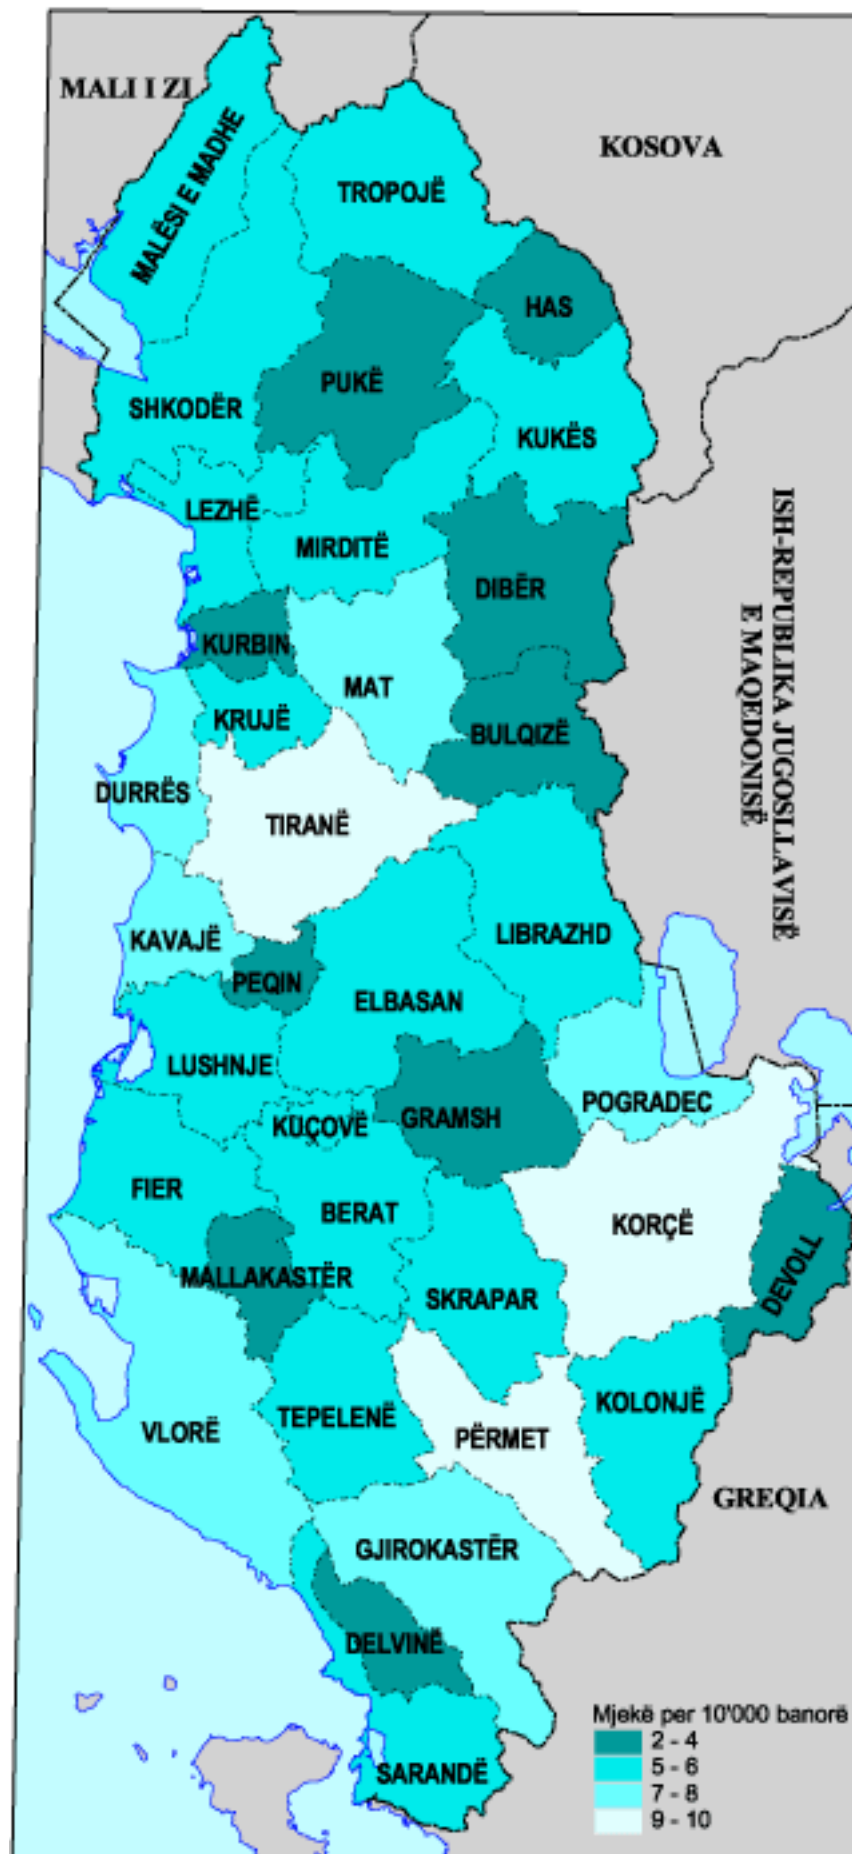 MALI I ZI
KOSOVA
MALËSI E MADHE
TROPOJË
HAS
PUKË
SHKODËR
KUKËS
LEZHË
MIRDITË
DIBËR
ISH-REPUBLIKA JUGOSLLAVISË
E MAQEDONISË
KURBIN
MAT
KRUJË
BULQIZË
DURRËS
TIRANË
KAVAJË
LIBRAZHD
PEQIN
ELBASAN
LUSHNJE
POGRADEC
KUÇOVË
GRAMSH
FIER
BERAT
KORÇË
DEVOLL
MALLAKASTËR
SKRAPAR
KOLONJË
TEPELENË
VLORË
PËRMET
GREQIA
GJIROKASTËR
DELVINË
SARANDË
Mjekë per 10'000 banorë
2 - 4
5 - 6
7 - 8
9 - 10